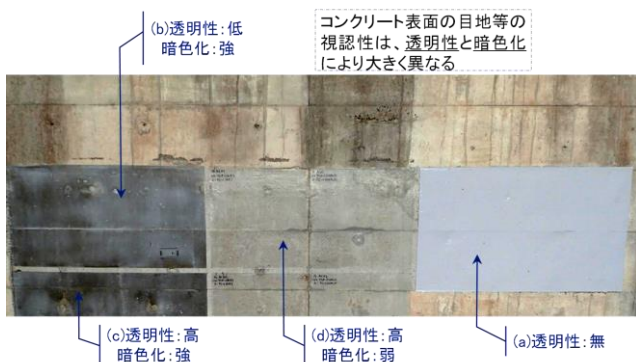 (b)透明性:低
暗色化:強
コンクリート表面の目地等の
視認性は、透明性と暗色化
により大きく異なる
(c)透明性:高
暗色化:強
(d)透明性:高
暗色化:弱
(a)透明性:無